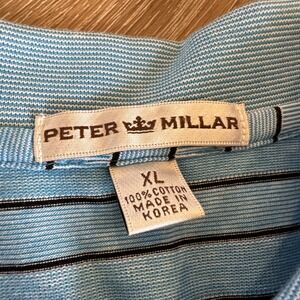 PETER MILLAR
XL
100% COTTON
MADE IN
KOREA